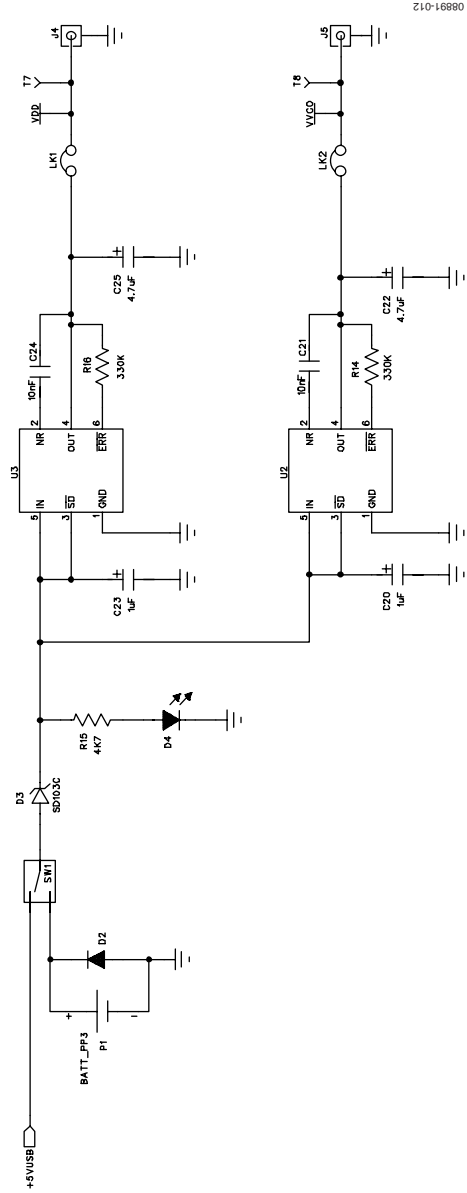 08891-012
J4
T7
VDD
LK1
C25
4.7uF
+
C24
10nF
R16
330K
2
4
6
NR
OUT
ERR
U3
IN
SD
GND
5
3
1
+
C23
1uF
J5
T8
VVCO
LK2
+
C22
4.7uF
C21
10nF
R14
330K
2
4
6
NR
OUT
ERR
U2
IN
SD
GND
5
3
1
+
C20
1uF
R15
4K7
D4
D3
SD103C
SW1
D2
+
-
BATT_PP3
P1
+5VUSB